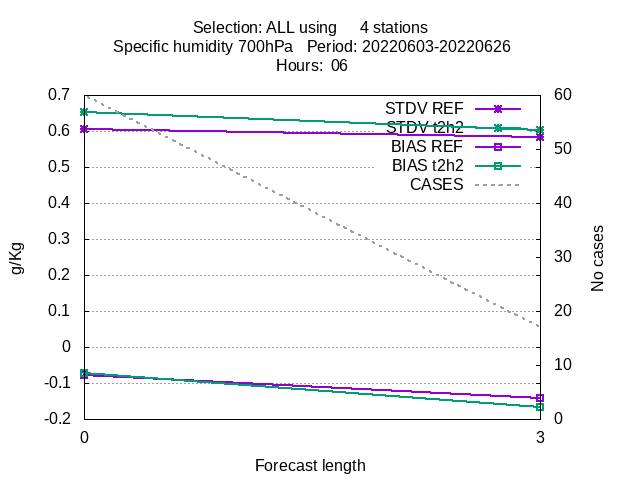 Selection: ALL using 4 stations
Specific humidity 700hPa Period: 20220603-20220626
Hours: 06
0.7
0.6
0.5
0.4
0.3
0.2
0.1
0
-0.1
-0.2
g/Kg
STDV REF
STDV t2h2
BIAS REF
BIAS t2h2
CASES
60
50
40
30
20
10
0
No cases
0 3
Forecast length